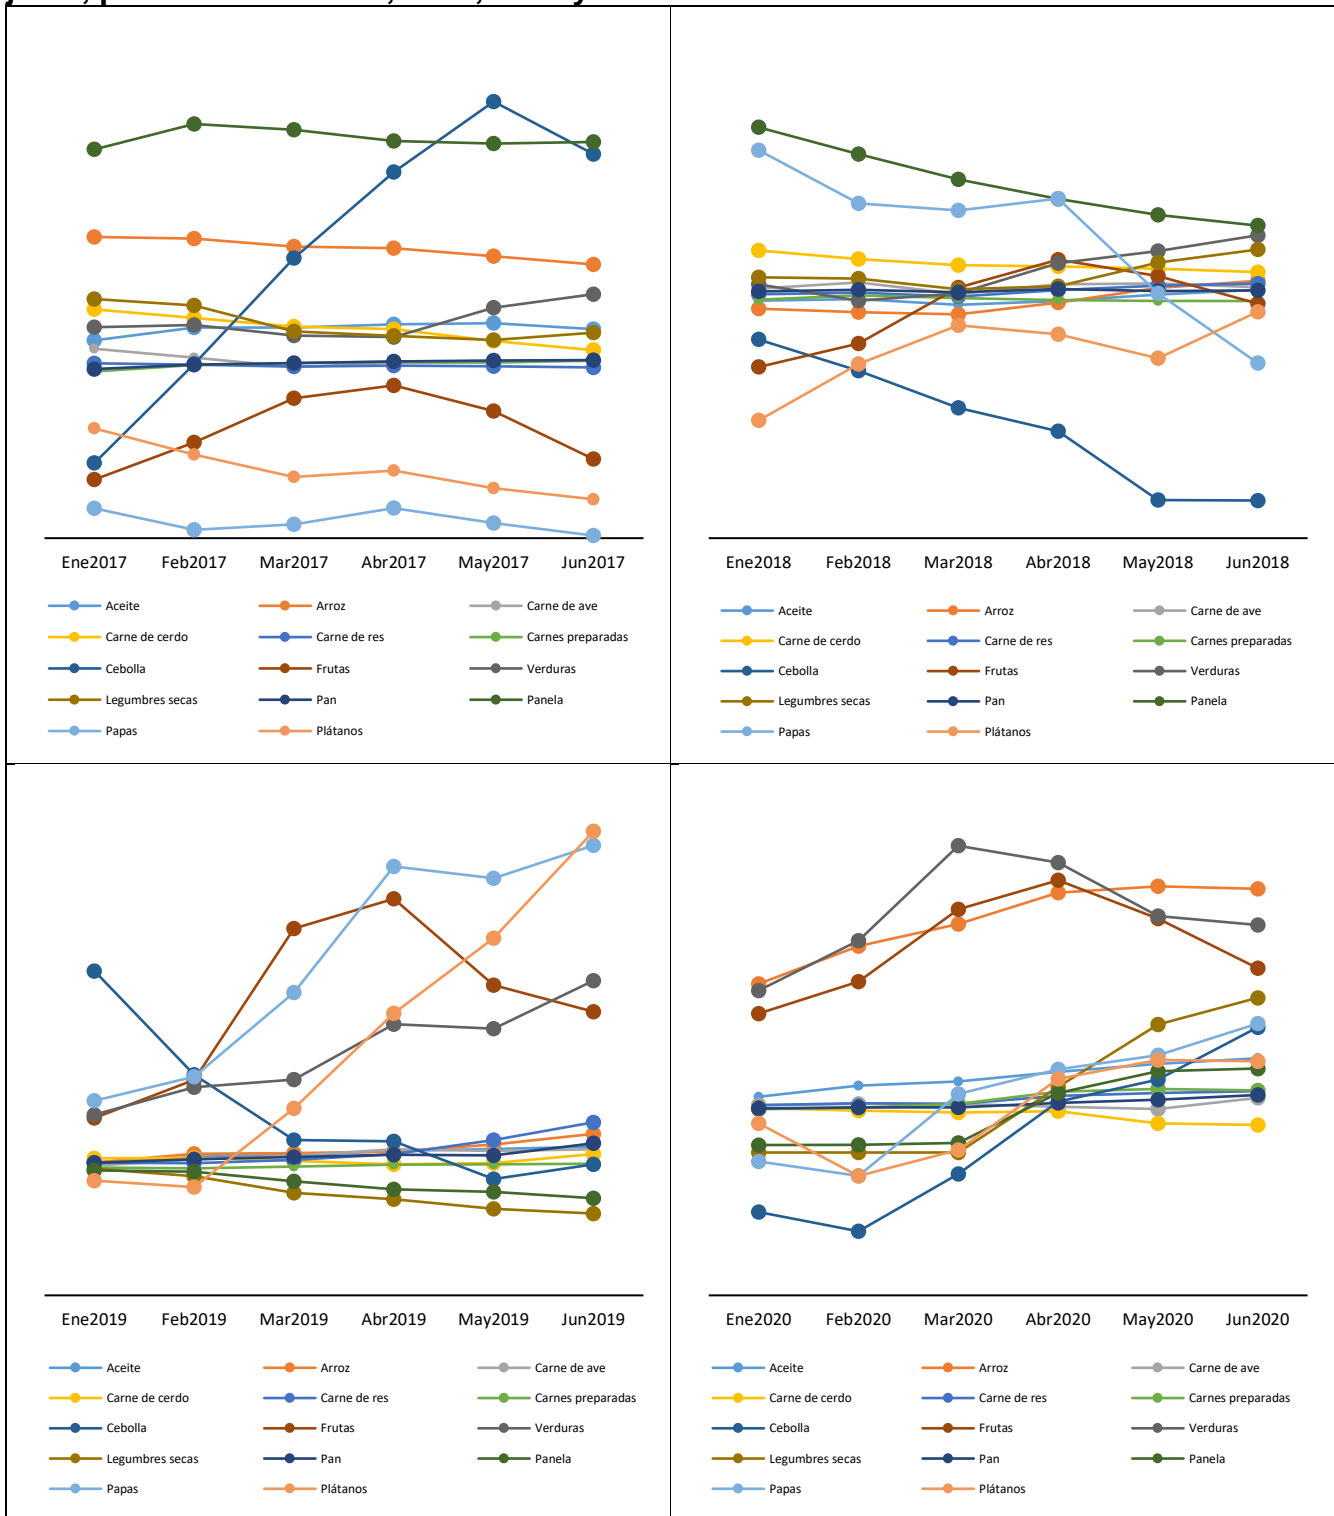 Ene2017 Feb2017 Mar2017 Abr2017 May2017 Jun2017
Aceite Arroz Carne de ave
Carne de cerdo Carne de res Carnes preparadas
Cebolla Frutas Verduras
Legumbres secas Pan Panela
Papas Plátanos
Ene2018 Feb2018 Mar2018 Abr2018 May2018 Jun2018
Aceite Arroz Carne de ave
Carne de cerdo Carne de res Carnes preparadas
Cebolla Frutas Verduras
Legumbres secas Pan Panela
Papas Plátanos
Ene2019 Feb2019 Mar2019 Abr2019 May2019 Jun2019
Aceite Arroz Carne de ave
Carne de cerdo Carne de res Carnes preparadas
Cebolla Frutas Verduras
Legumbres secas Pan Panela
Papas Plátanos
Ene2020 Feb2020 Mar2020 Abr2020 May2020 Jun2020
Aceite Arroz Carne de ave
Carne de cerdo Carne de res Carnes preparadas
Cebolla Frutas Verduras
Legumbres secas Pan Panela
Papas Plátanos